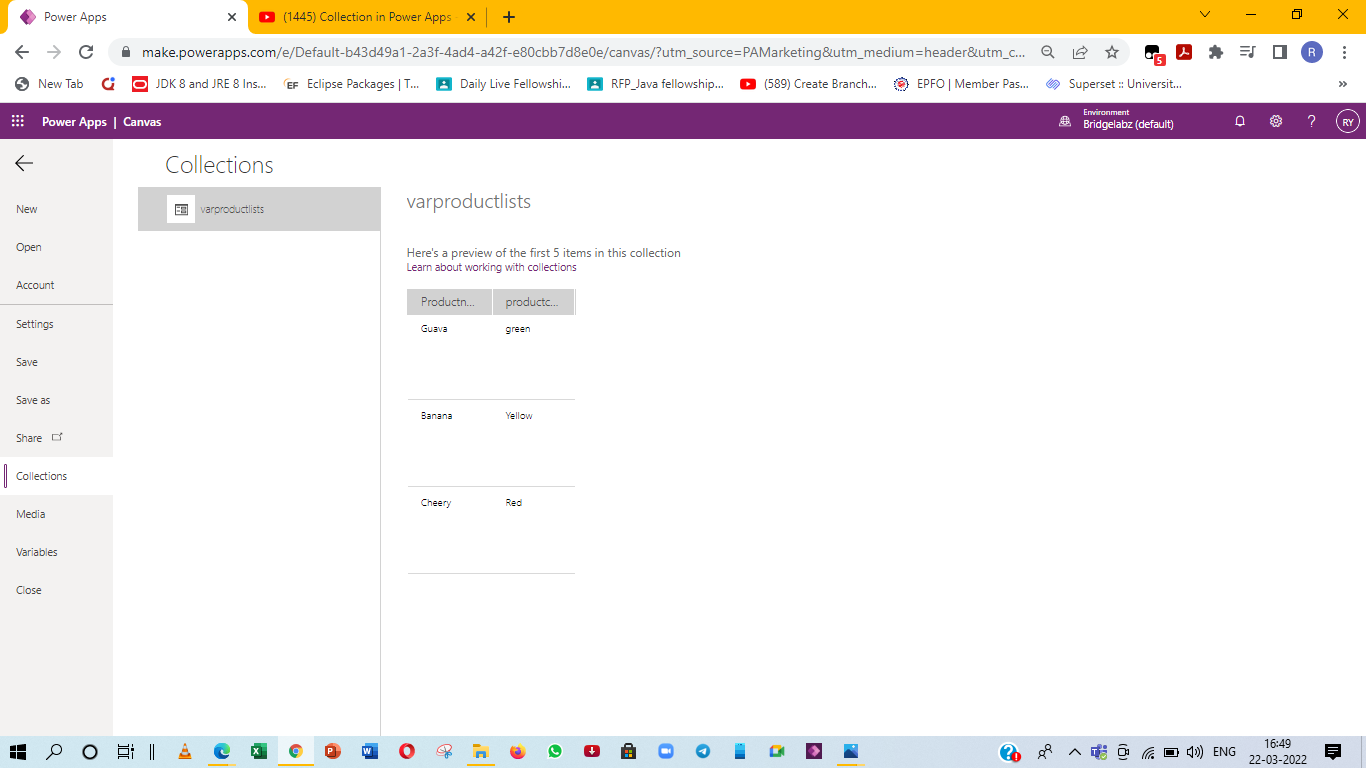 Power Apps
(1445) Collection in Power Apps
make.powerapps.com/e/Default-b43d49a1-2a3f-4ad4-a42f-e80cbb7d8e0e/canvas/?utm_source=PAMarketing&utm_medium=header&utm_c...
5
R
New Tab
JDK 8 and JRE 8 Ins...
EF Eclipse Packages | T...
Daily Live Fellowshi...
RFP_Java fellowship...
(589) Create Branch...
EPFO | Member Pas...
Superset :: Universit...
»
Power Apps | Canvas
Environment
Bridgelabz (default)
?
RY
Collections
New
Open
Account
Settings
Save
Save as
Share
Collections
Media
Variables
Close
varproductlists
varproductlists
Here's a preview of the first 5 items in this collection
Learn about working with collections
Productn... productc...
Guava green
Banana Yellow
Cheery Red
ENG
16:49
22-03-2022